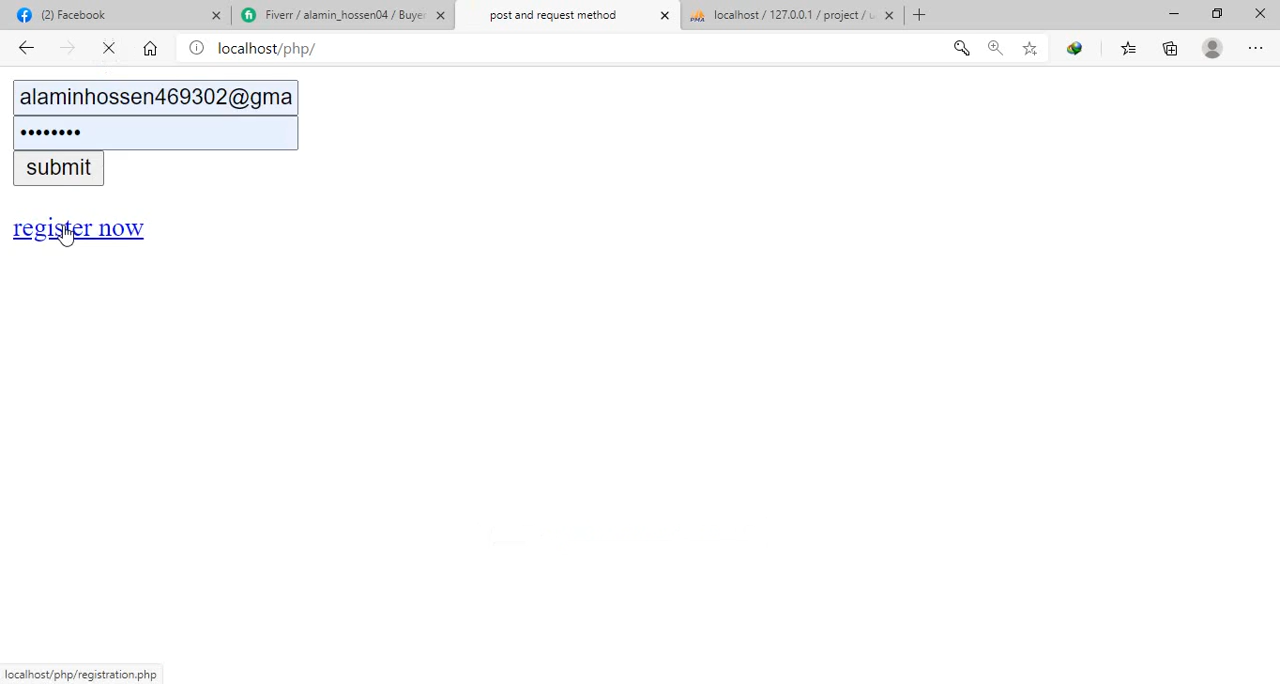 (2) Facebook
Fiverr / alamin_hossen04 / Buyer
post and request method
localhost / 127.0.0.1 / project / u
localhost/php/
alaminhossen469302@gma
••••••••
submit
register now
localhost/php/registration.php